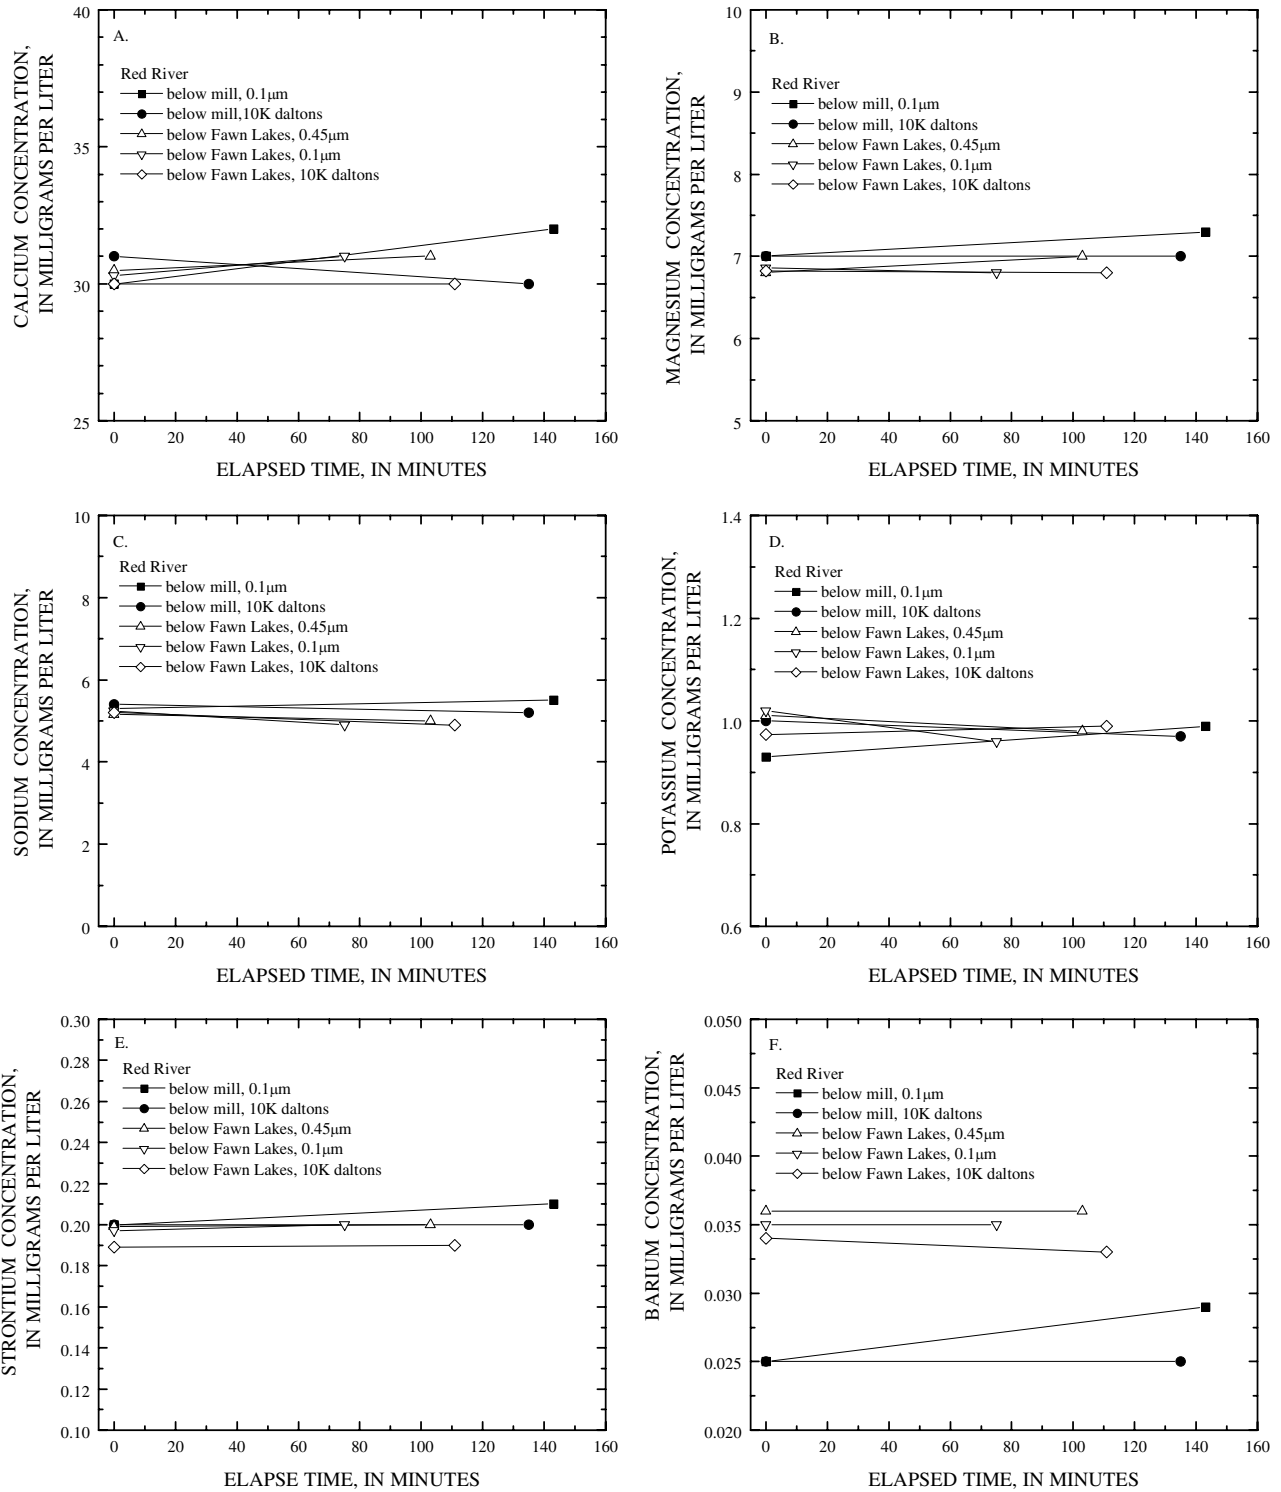 A.
CALCIUM CONCENTRATION,
IN MILLIGRAMS PER LITER
40
35
30
25
Red River
below mill, 0.1µm
below mill,10K daltons
below Fawn Lakes, 0.45µm
below Fawn Lakes, 0.1µm
below Fawn Lakes, 10K daltons
0 20 40 60 80 100 120 140 160
ELAPSED TIME, IN MINUTES
B.
MAGNESIUM CONCENTRATION,
IN MILLIGRAMS PER LITER
10
9
8
7
6
5
Red River
below mill, 0.1µm
below mill, 10K daltons
below Fawn Lakes, 0.45µm
below Fawn Lakes, 0.1µm
below Fawn Lakes, 10K daltons
0 20 40 60 80 100 120 140 160
ELAPSED TIME, IN MINUTES
C.
SODIUM CONCENTRATION,
IN MILLIGRAMS PER LITER
10
8
6
4
2
0
Red River
below mill, 0.1µm
below mill, 10K daltons
below Fawn Lakes, 0.45µm
below Fawn Lakes, 0.1µm
below Fawn Lakes, 10K daltons
0 20 40 60 80 100 120 140 160
ELAPSED TIME, IN MINUTES
D.
POTASSIUM CONCENTRATION,
IN MILLIGRAMS PER LITER
1.4
1.2
1.0
0.8
0.6
Red River
below mill, 0.1µm
below mill, 10K daltons
below Fawn Lakes, 0.45µm
below Fawn Lakes, 0.1µm
below Fawn Lakes, 10K daltons
0 20 40 60 80 100 120 140 160
ELAPSED TIME, IN MINUTES
E.
STRONTIUM CONCENTRATION,
IN MILLIGRAMS PER LITER
0.30
0.28
0.26
0.24
0.22
0.20
0.18
0.16
0.14
0.12
0.10
Red River
below mill, 0.1µm
below mill, 10K daltons
below Fawn Lakes, 0.45µm
below Fawn Lakes, 0.1µm
below Fawn Lakes, 10K daltons
0 20 40 60 80 100 120 140 160
ELAPSE TIME, IN MINUTES
F.
BARIUM CONCENTRATION,
IN MILLIGRAMS PER LITER
0.050
0.045
0.040
0.035
0.030
0.025
0.020
Red River
below mill, 0.1µm
below mill, 10K daltons
below Fawn Lakes, 0.45µm
below Fawn Lakes, 0.1µm
below Fawn Lakes, 10K daltons
0 20 40 60 80 100 120 140 160
ELAPSED TIME, IN MINUTES